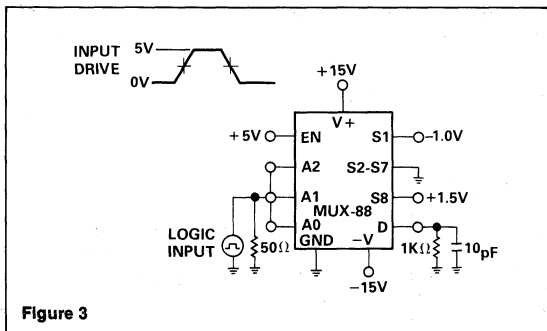 INPUT DRIVE
5V
0V
+15V
V+
+5V
EN
S1
-1.0V
A2
S2-S7
A1
S8
+1.5V
MUX-88
A0
D
LOGIC INPUT
50Ω
GND
-V
1KΩ
10pF
-15V
Figure 3